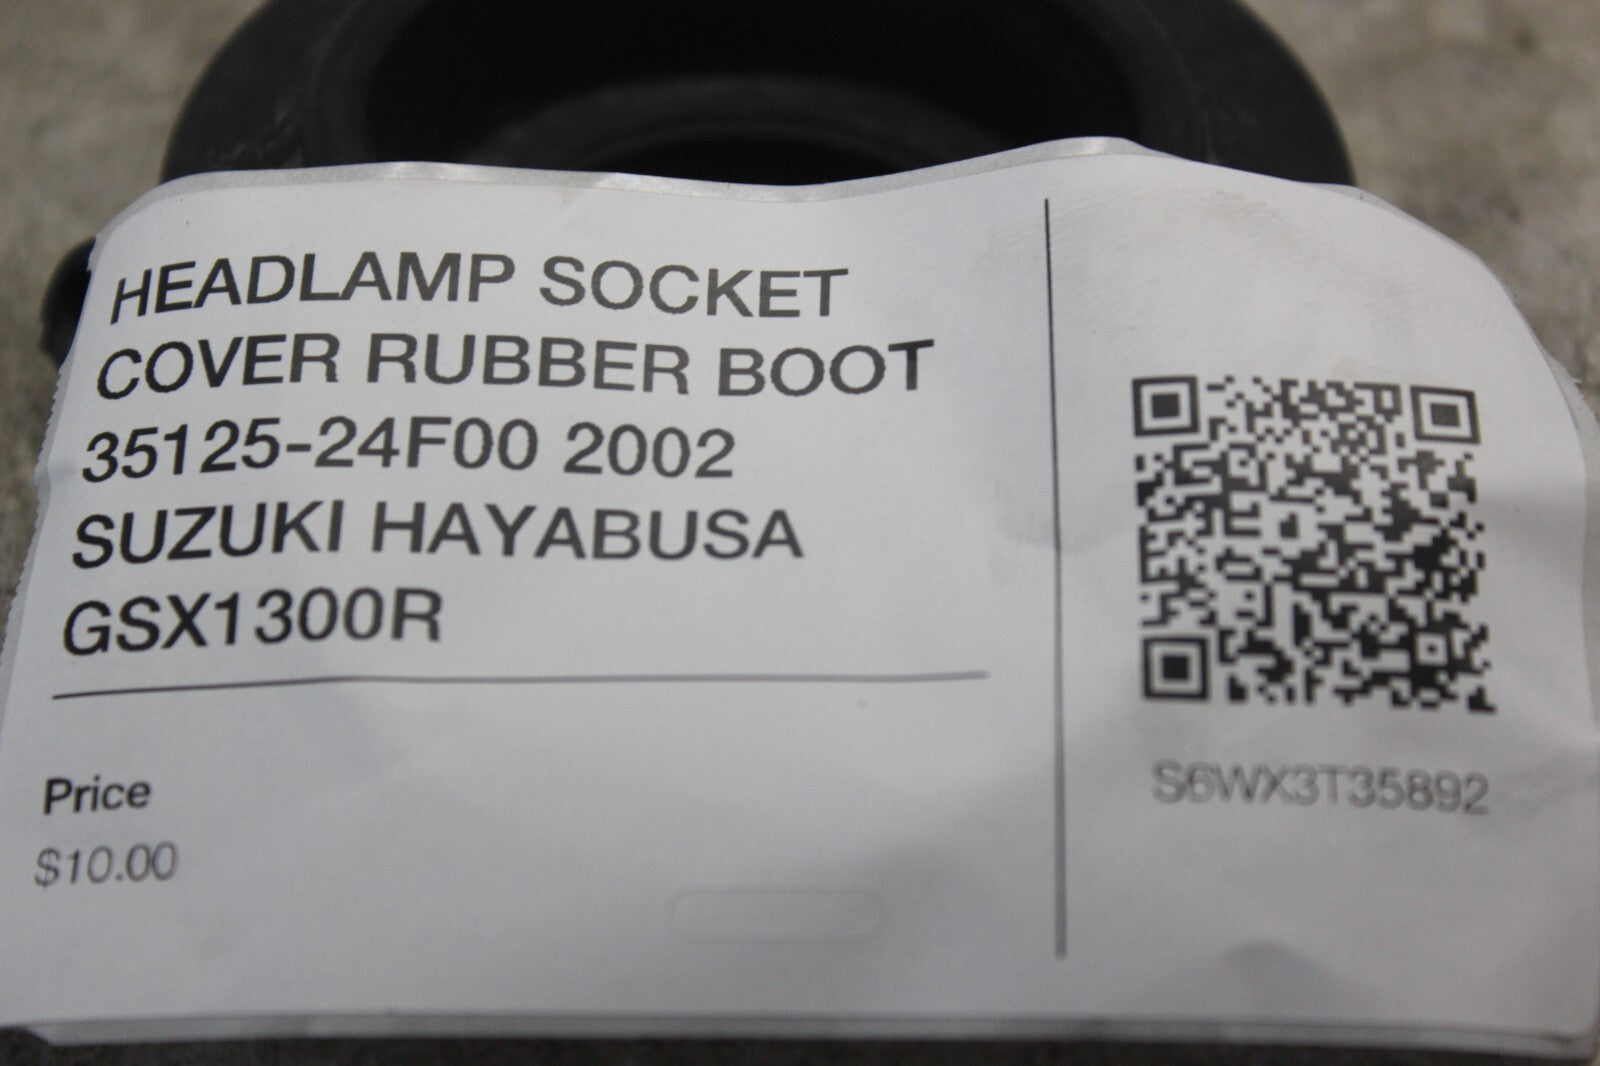 HEADLAMP SOCKET
COVER RUBBER BOOT
35125-24F00 2002
SUZUKI HAYABUSA
GSX1300R
Price
$10.00
S6WX3T35892